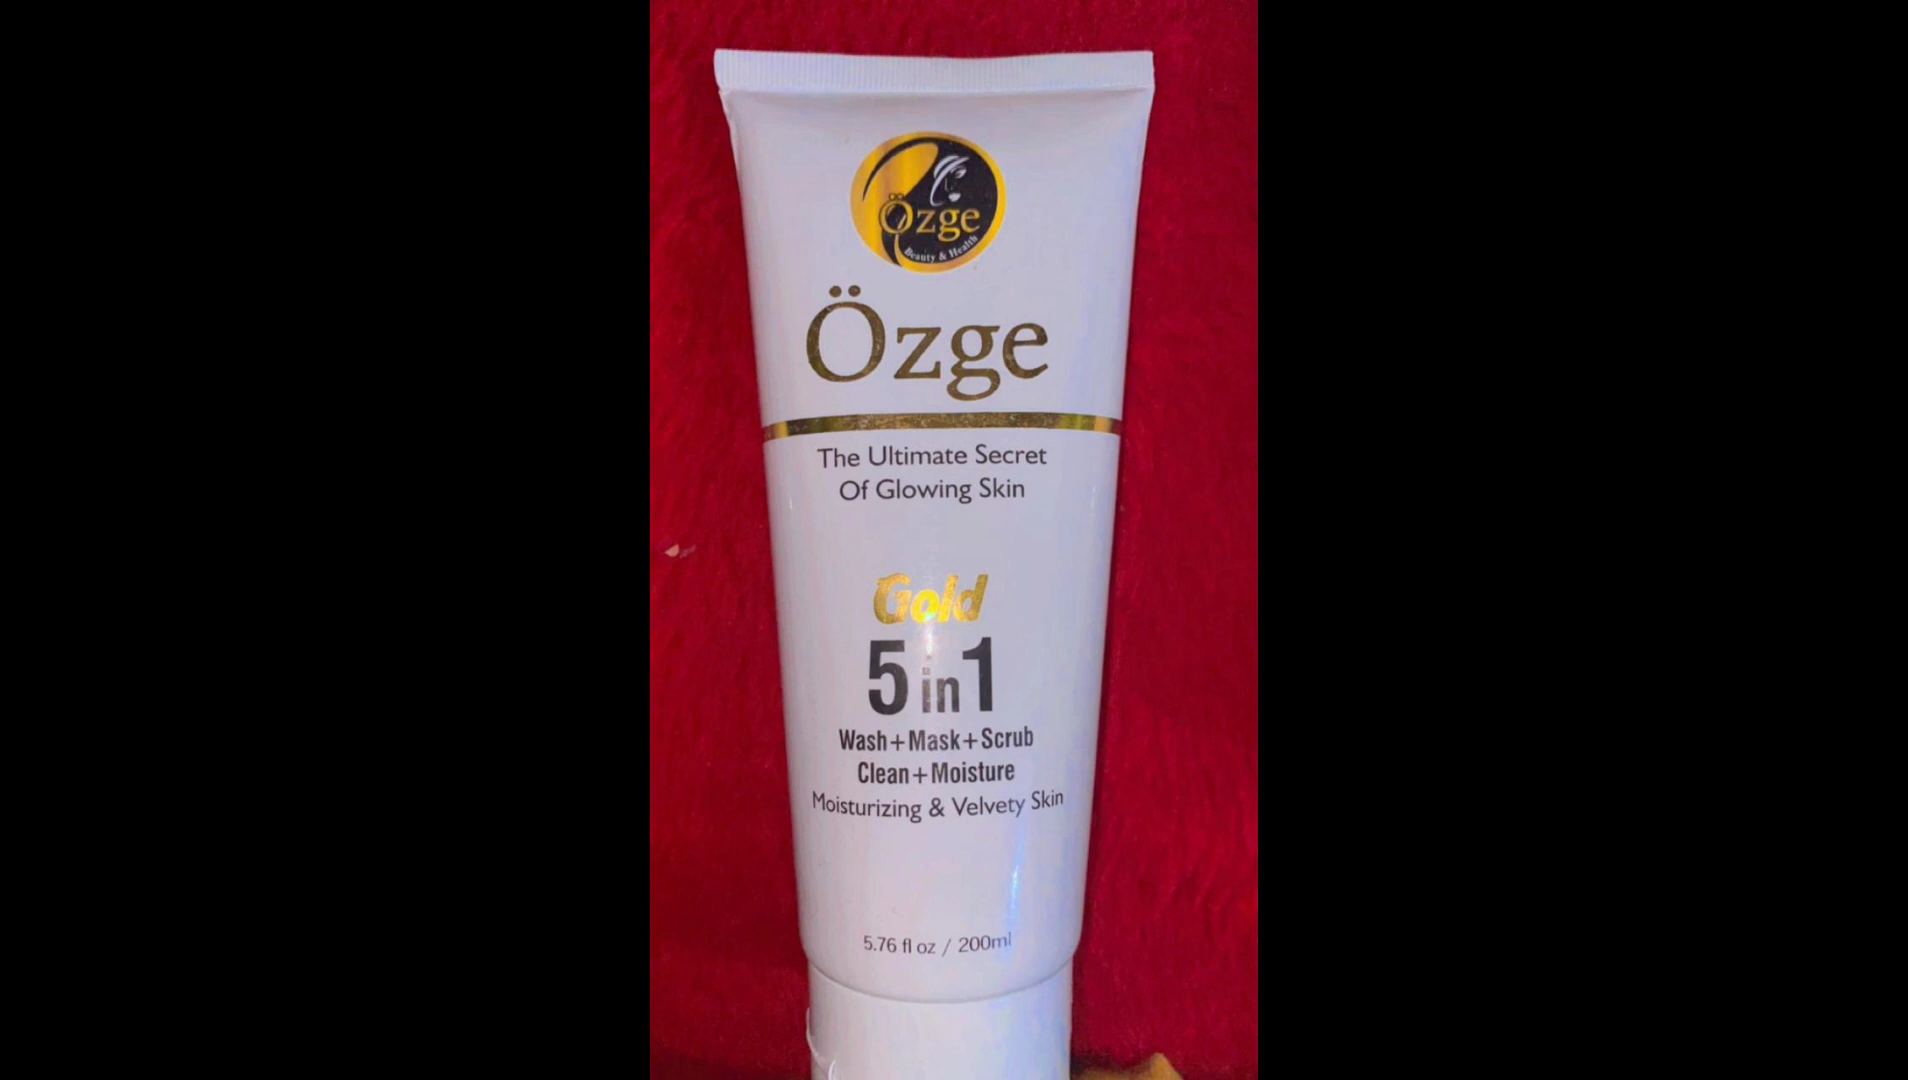 Özge
Beauty & Health
Özge
The Ultimate Secret
Of Glowing Skin
Gold
5 in 1
Wash+Mask+Scrub
Clean+Moisture
Moisturizing & Velvety Skin
5.76 fl oz / 200ml